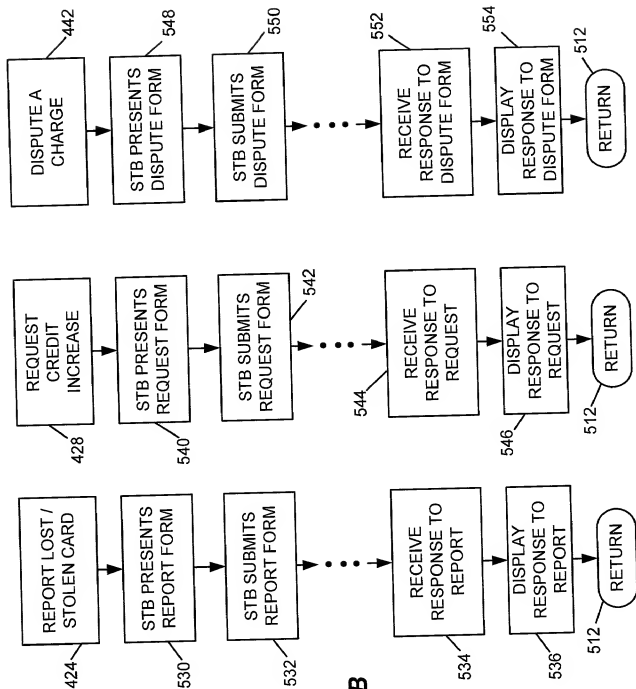 442
DISPUTE A
CHARGE
548
STB PRESENTS
DISPUTE FORM
550
STB SUBMITS
DISPUTE FORM
552
RECEIVE
RESPONSE TO
DISPUTE FORM
554
DISPLAY
RESPONSE TO
DISPUTE FORM
512
RETURN
REQUEST
CREDIT
INCREASE
428
STB PRESENTS
REQUEST FORM
540
STB SUBMITS
REQUEST FORM
542
RECEIVE
RESPONSE TO
REQUEST
544
DISPLAY
RESPONSE TO
REQUEST
546
RETURN
512
REPORT LOST /
STOLEN CARD
424
STB PRESENTS
REPORT FORM
530
STB SUBMITS
REPORT FORM
532
RECEIVE
RESPONSE TO
REPORT
534
DISPLAY
RESPONSE TO
REPORT
536
RETURN
512
B